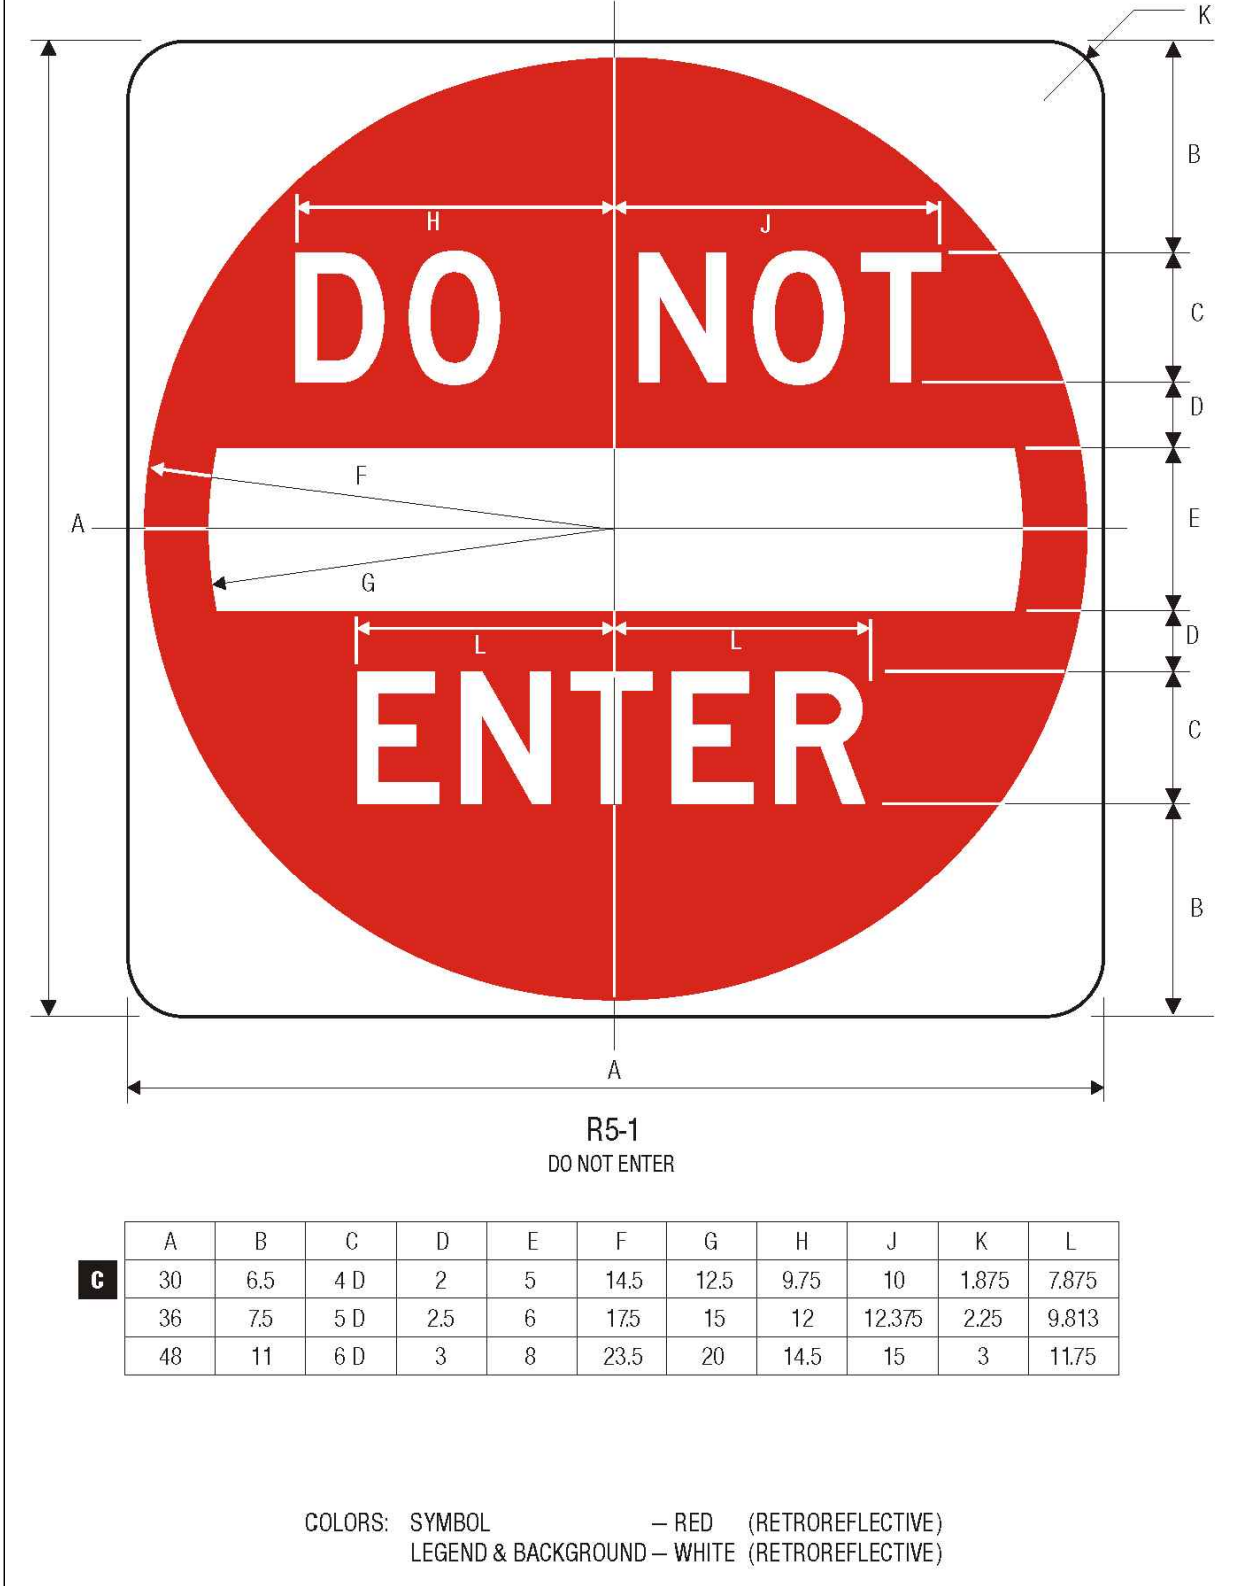 K
B
H
J
DO NOT
C
D
F
A
E
G
L
L
D
ENTER
C
B
A
R5-1
DO NOT ENTER
A B C D E F G H J K L
C 30 6.5 4 D 2 5 14.5 12.5 9.75 10 1.875 7.875
36 7.5 5 D 2.5 6 17.5 15 12 12.375 2.25 9.813
48 11 6 D 3 8 23.5 20 14.5 15 3 11.75
COLORS: SYMBOL — RED (RETROREFLECTIVE)
LEGEND & BACKGROUND — WHITE (RETROREFLECTIVE)